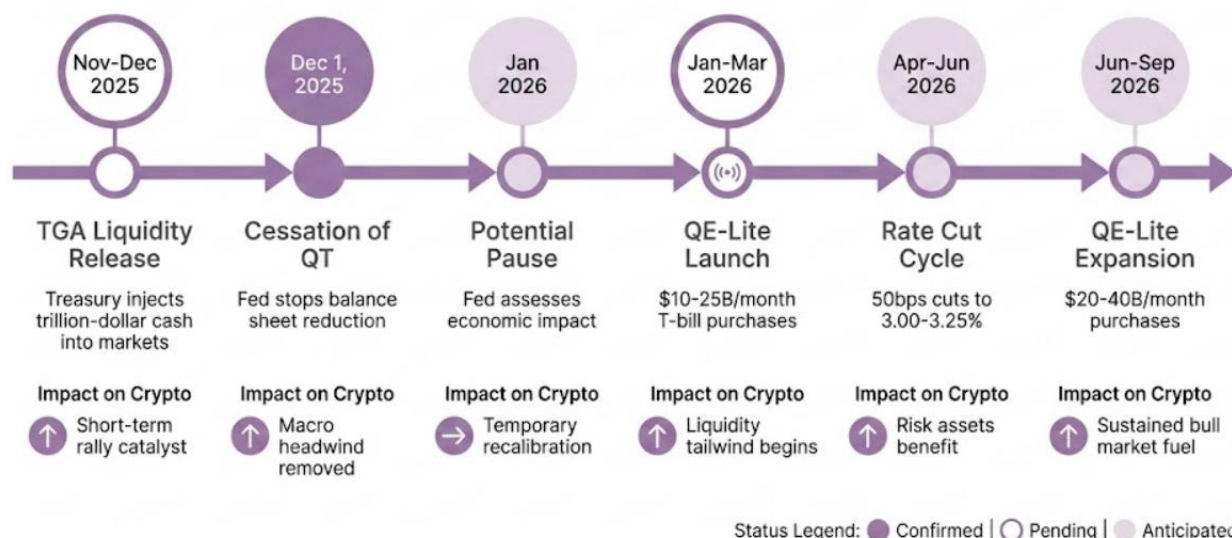 Nov-Dec
2025
Dec 1,
2025
Jan
2026
Jan-Mar
2026
Apr-Jun
2026
Jun-Sep
2026
TGA Liquidity
Release
Treasury injects
trillion-dollar cash
into markets
Impact on Crypto
Short-term
rally catalyst
Cessation of
QT
Fed stops balance
sheet reduction
Impact on Crypto
Macro
headwind
removed
Potential
Pause
Fed assesses
economic impact
Impact on Crypto
Temporary
recalibration
QE-Lite
Launch
$10-25B/month
T-bill purchases
Impact on Crypto
Liquidity
tailwind begins
Rate Cut
Cycle
50bps cuts to
3.00-3.25%
Impact on Crypto
Risk assets
benefit
QE-Lite
Expansion
$20-40B/month
purchases
Impact on Crypto
Sustained bull
market fuel
Status Legend: Confirmed | Pending | Anticipated